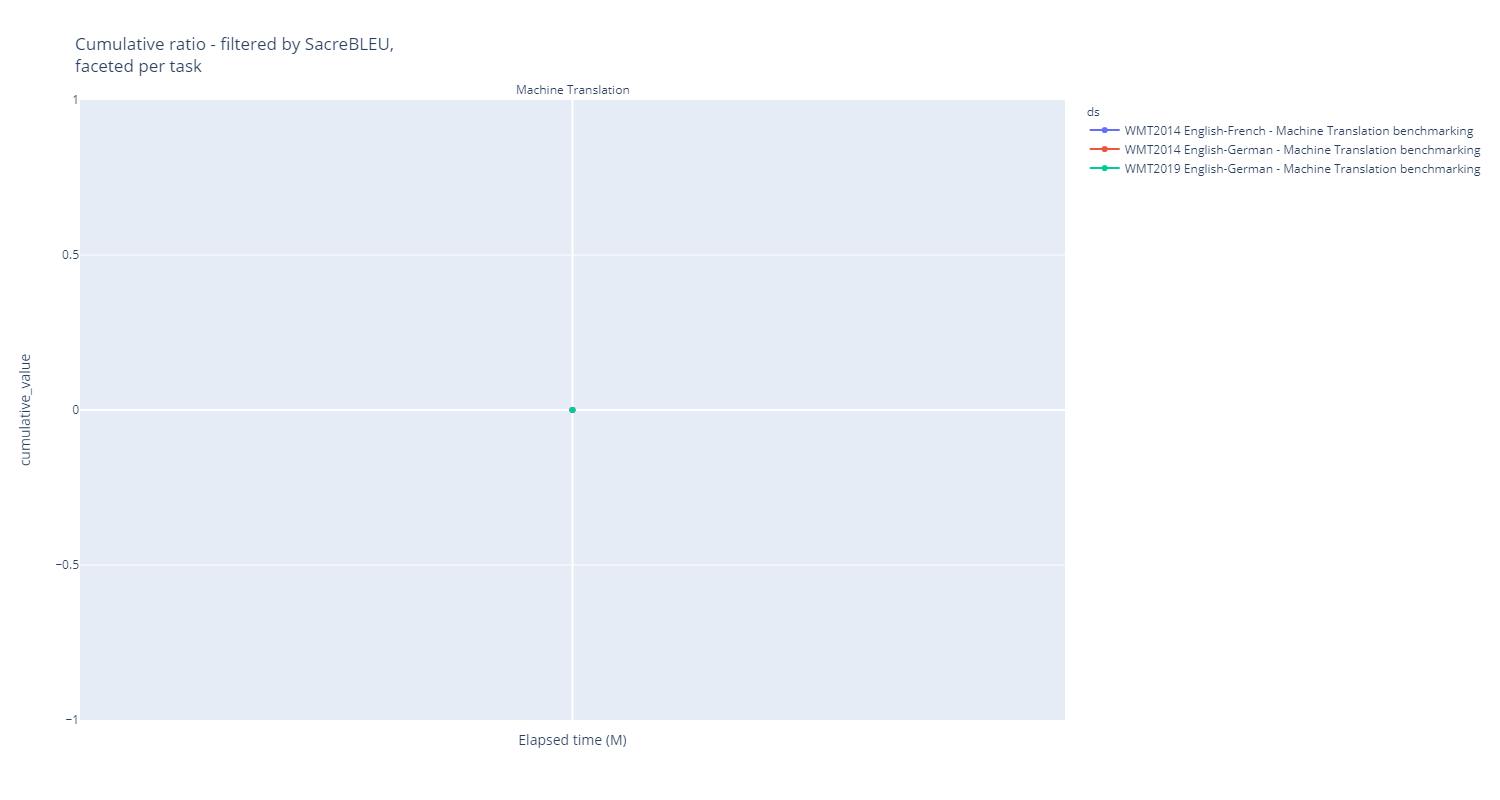 Cumulative ratio - filtered by SacreBLEU,
faceted per task
Machine Translation
1
0.5
0
−0.5
−1
cumulative_value
Elapsed time (M)
ds
WMT2014 English-French - Machine Translation benchmarking
WMT2014 English-German - Machine Translation benchmarking
WMT2019 English-German - Machine Translation benchmarking